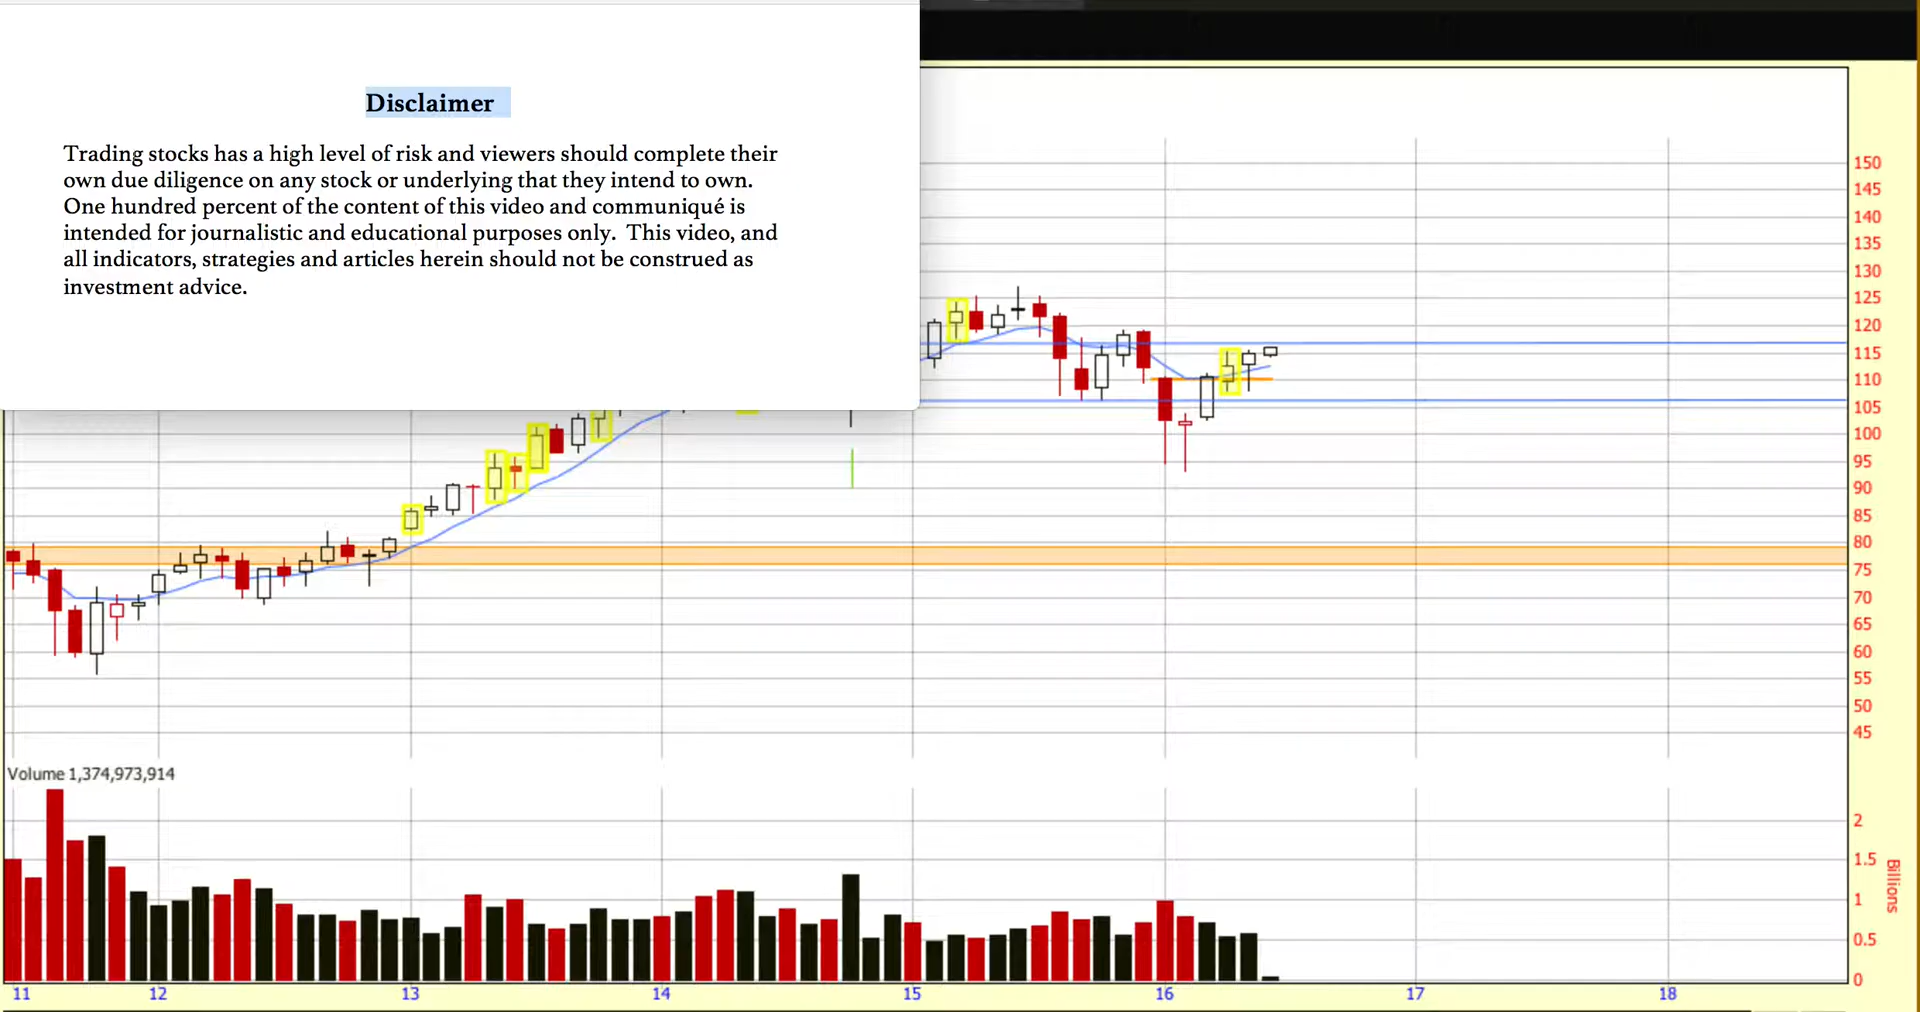 Disclaimer
Trading stocks has a high level of risk and viewers should complete their
own due diligence on any stock or underlying that they intend to own.
One hundred percent of the content of this video and communiqué is
intended for journalistic and educational purposes only.  This video, and
all indicators, strategies and articles herein should not be construed as
investment advice.
150
145
140
135
130
125
120
115
110
105
100
95
90
85
80
75
70
65
60
55
50
45
Volume 1,374,973,914
2
1.5
1
0.5
0
Billions
11 12 13 14 15 16 17 18